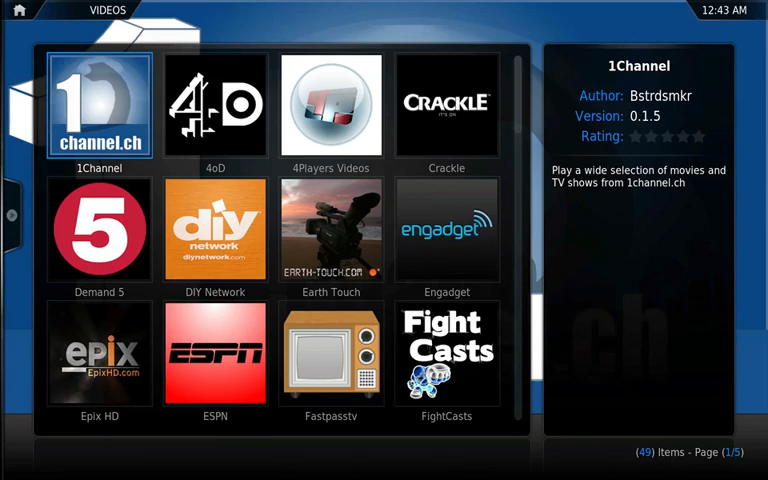 VIDEOS
12:43 AM
1
channel.ch
1Channel
4oD
4oD
4Players Videos
CRACKLE
IT'S ON
Crackle
5
Demand 5
diy
network
diynetwork.com
DIY Network
EARTH-TOUCH.COM
Earth Touch
engadget
Engadget
epix
EpixHD.com
Epix HD
ESPN
ESPN
Fastpasstv
Fight
Casts
FightCasts
1Channel
Author: Bstrdsmkr
Version: 0.1.5
Rating:
Play a wide selection of movies and
TV shows from 1channel.ch
(49) Items - Page (1/5)